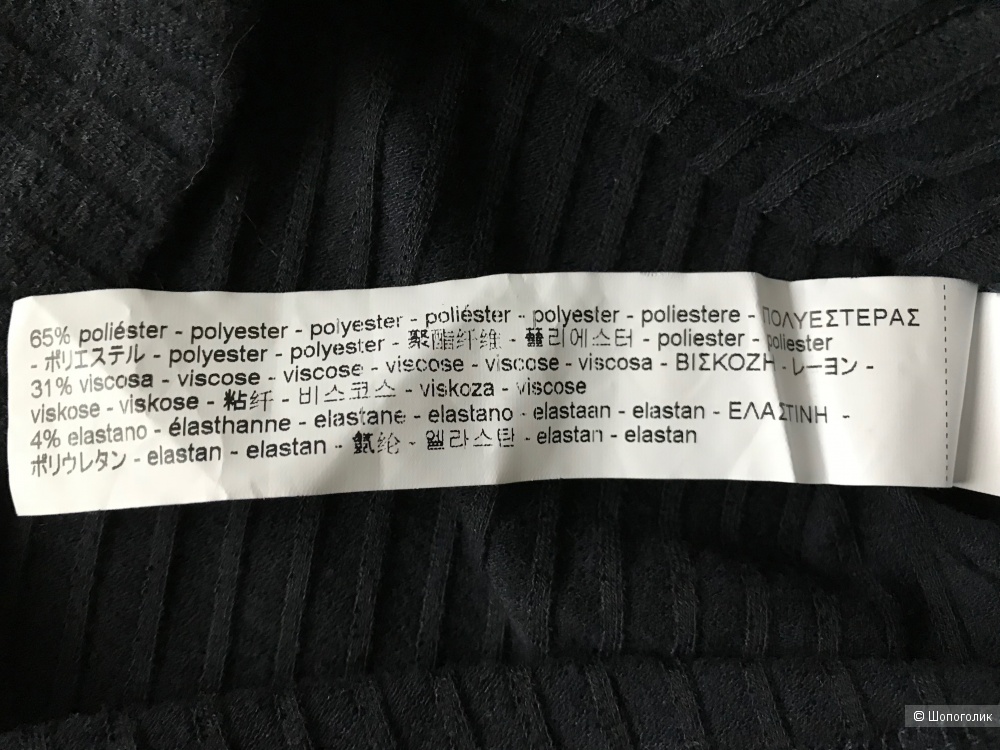 65% poliéster - polyester - polyester - poliéster - polyester - poliestere - ΠΟΛΥΕΣΤΕΡΑΣ
- ポリエステル - polyester - polyester - 聚酯纤维 - 폴리에스터 - poliester - poliester
31% viscosa - viscose - viscose - viscose - viscose - viscosa - ΒΙΣΚΟΖΗ - レーヨン -
viskose - viskose - 粘纤 - 비스코스 - viskoza - viscose
4% elastano - élasthanne - elastane - elastano - elastaan - elastan - ΕΛΑΣΤΙΝΗ -
ポリウレタン - elastan - elastan - 氨纶 - 엘라스탄 - elastan - elastan
© Шопоголик